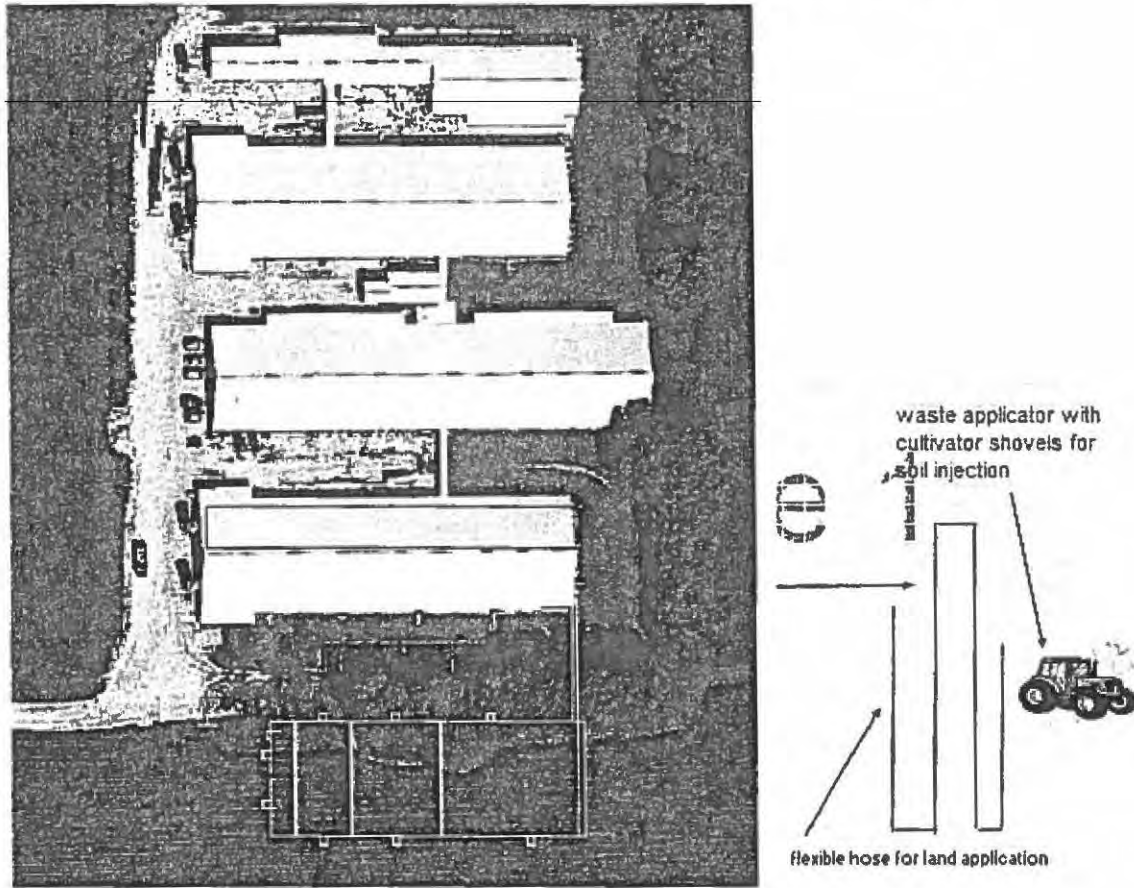 waste applicator with
cultivator shovels for
soil injection
flexible hose for land application